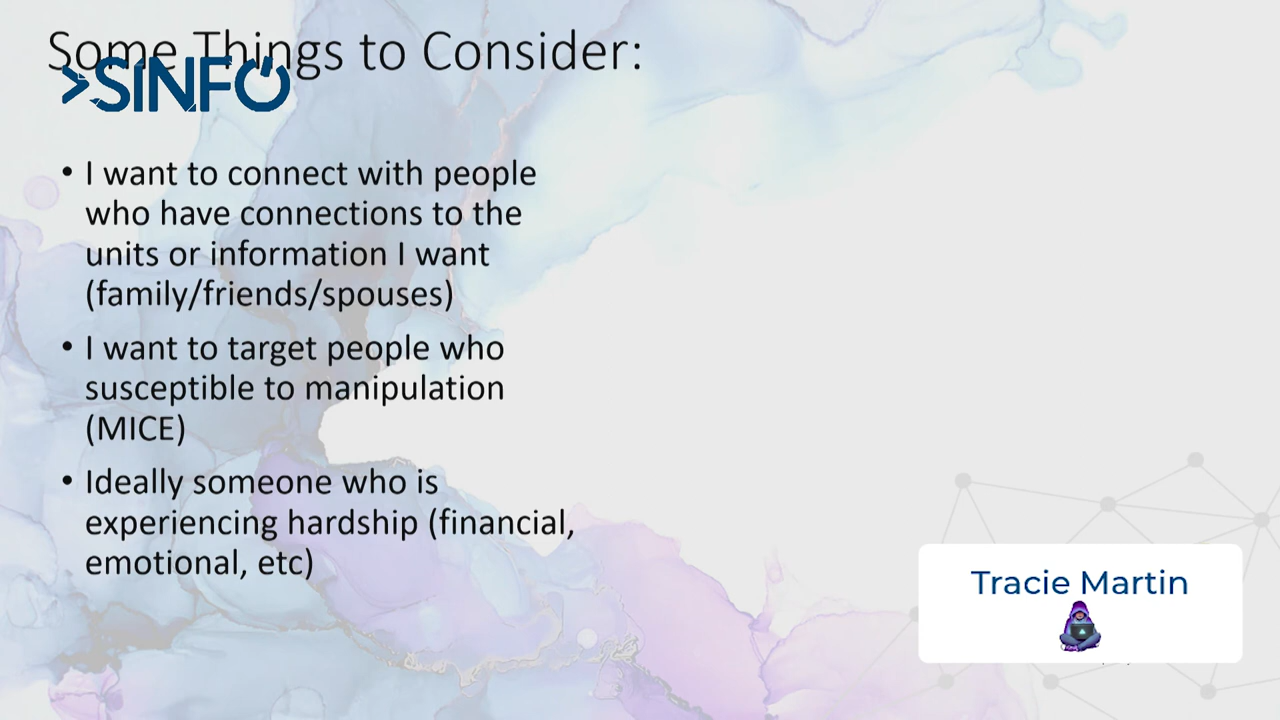 Some Things to Consider:
>SINFO
• I want to connect with people
who have connections to the
units or information I want
(family/friends/spouses)
• I want to target people who
susceptible to manipulation
(MICE)
• Ideally someone who is
experiencing hardship (financial,
emotional, etc)
Tracie Martin